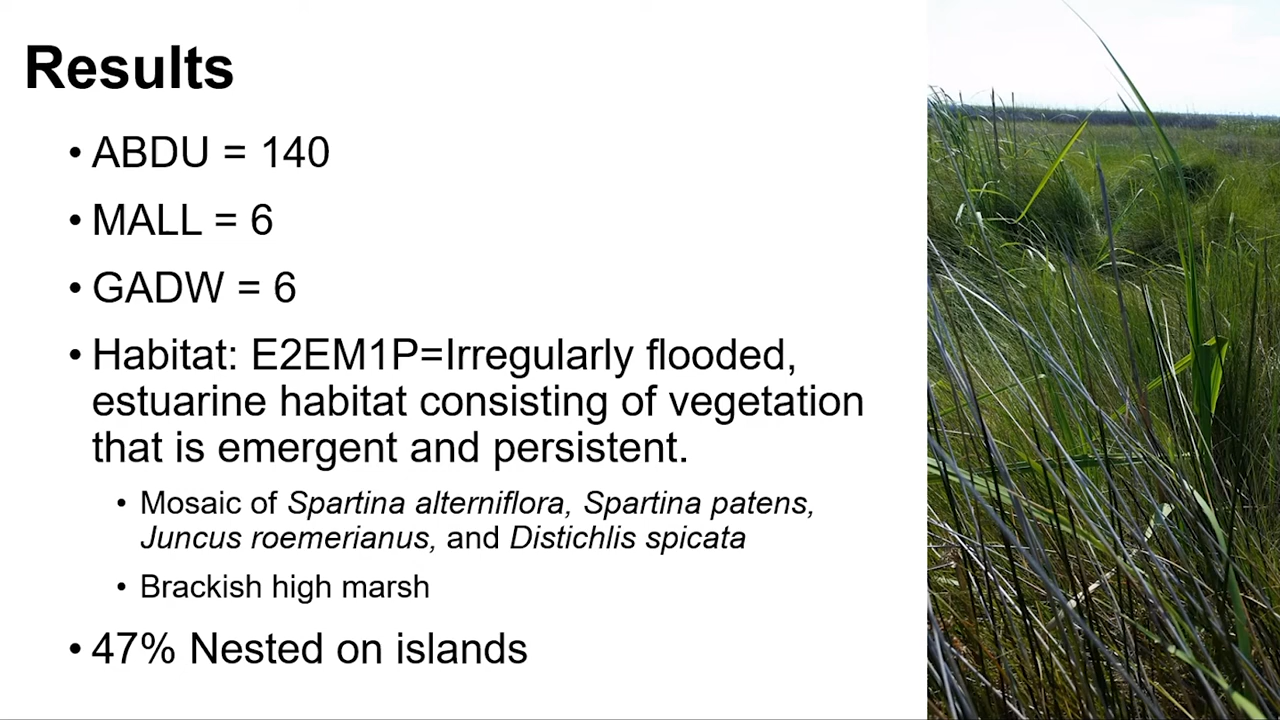 Results
• ABDU = 140
• MALL = 6
• GADW = 6
• Habitat: E2EM1P=Irregularly flooded,
estuarine habitat consisting of vegetation
that is emergent and persistent.
• Mosaic of Spartina alterniflora, Spartina patens,
Juncus roemerianus, and Distichlis spicata
• Brackish high marsh
• 47% Nested on islands